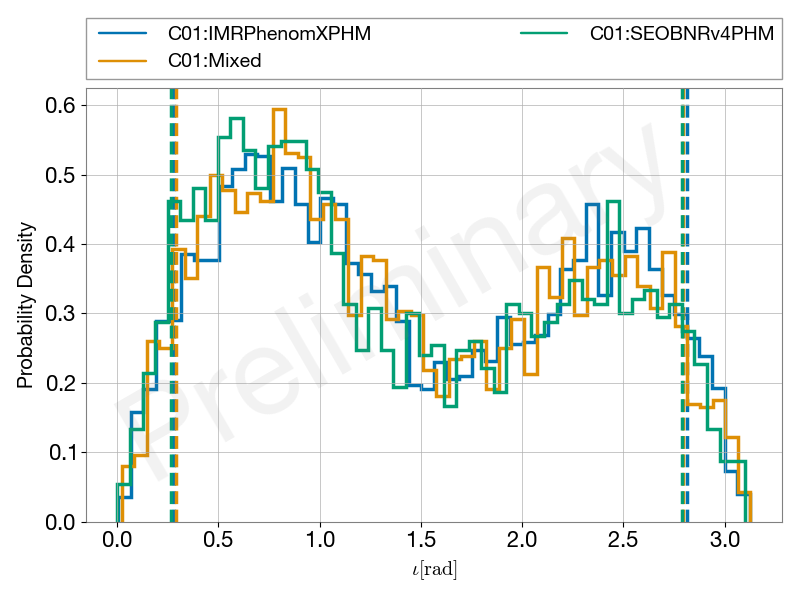 C01:IMRPhenomXPHM
C01:Mixed
C01:SEOBNRv4PHM
Preliminary
Probability Density
0.6
0.5
0.4
0.3
0.2
0.1
0.0
0.0 0.5 1.0 1.5 2.0 2.5 3.0
ι[rad]